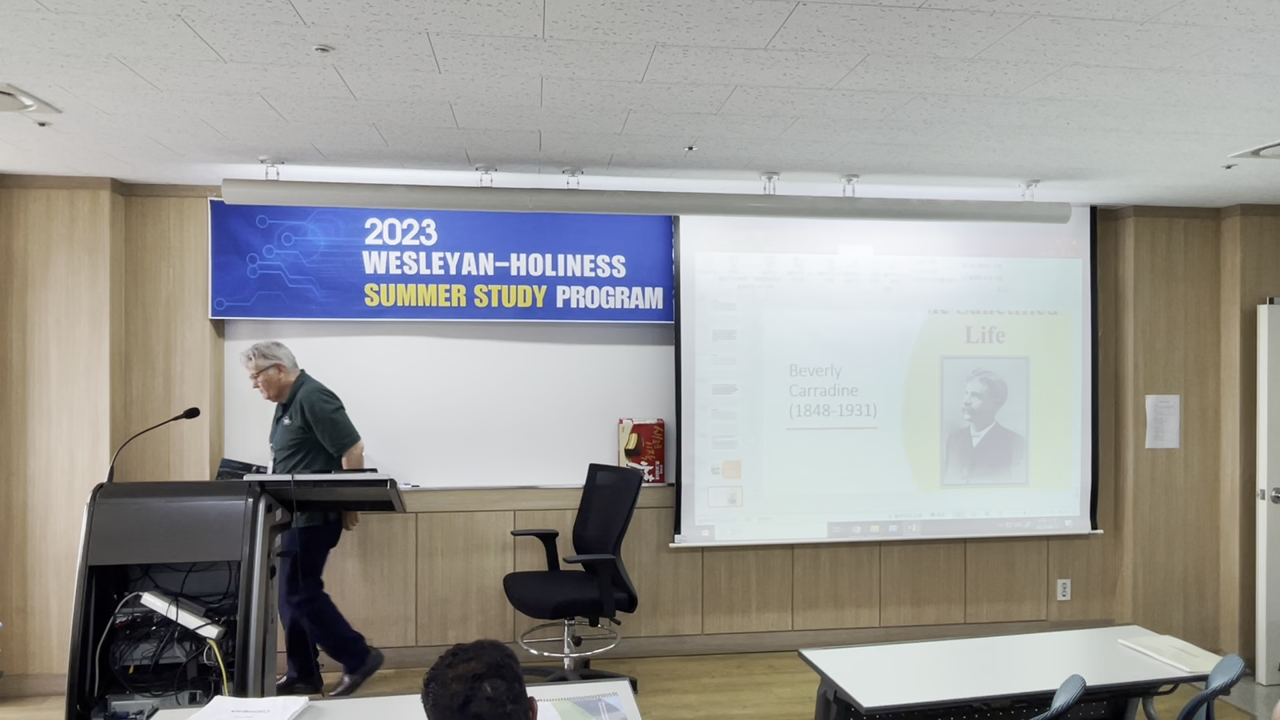 2023
WESLEYAN-HOLINESS
SUMMER STUDY PROGRAM
Life
Beverly
Carradine
(1848-1931)